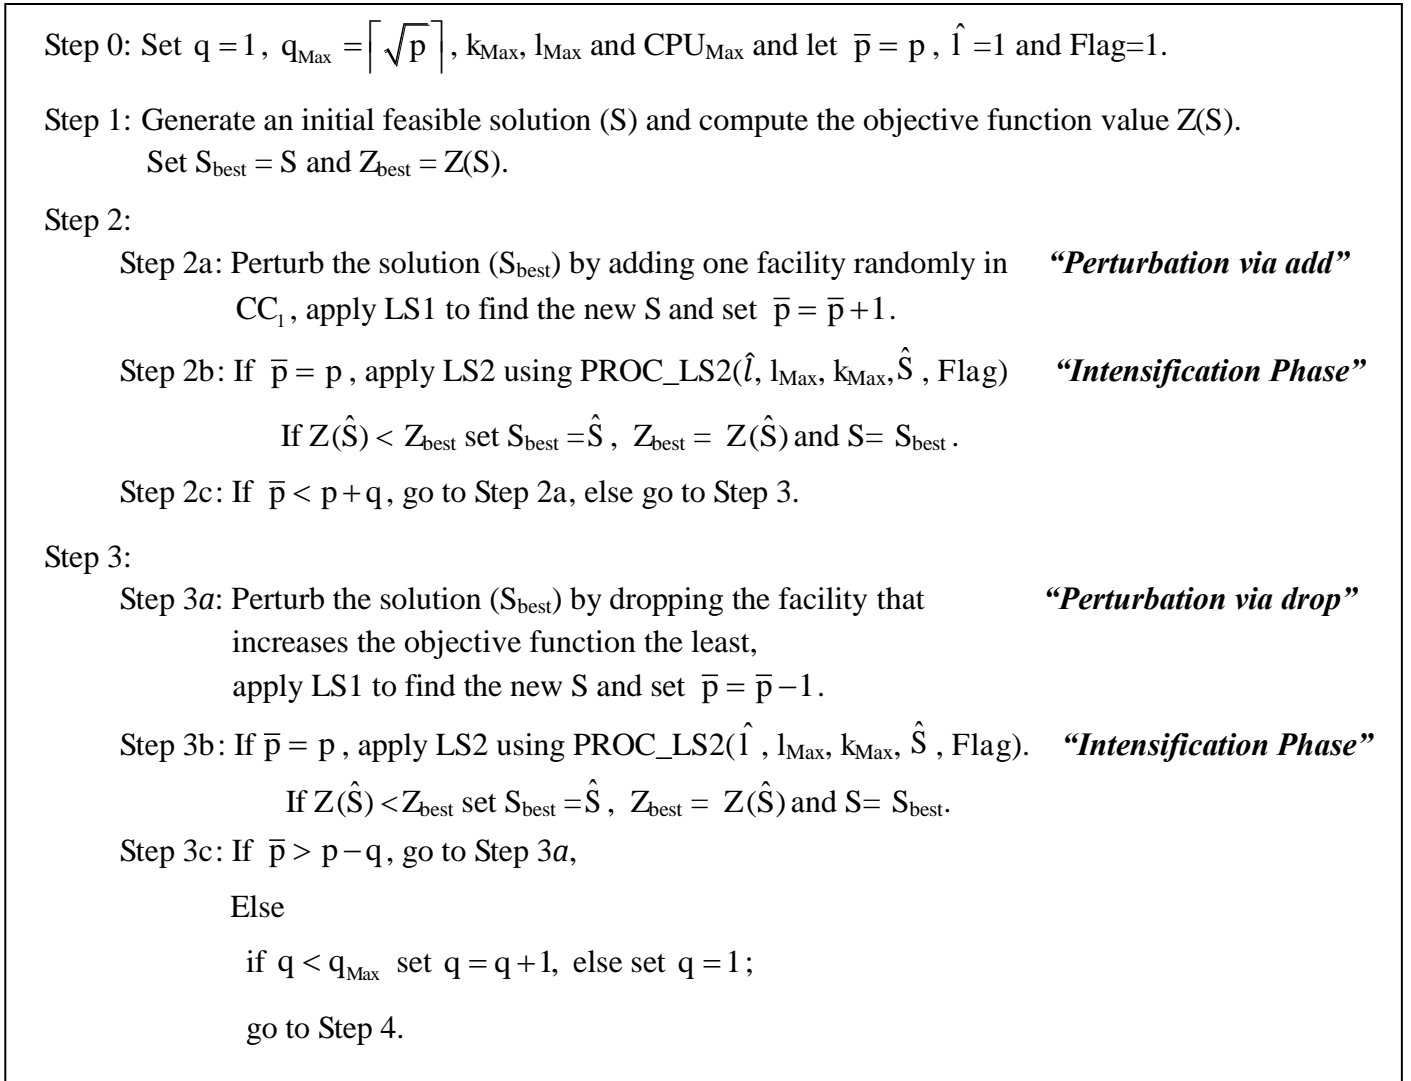 Step 0: Set q = 1, q_Max = ⌈√p⌉, k_Max, l_Max and CPU_Max and let p̄ = p, l̂ =1 and Flag=1.
Step 1: Generate an initial feasible solution (S) and compute the objective function value Z(S).
Set S_best = S and Z_best = Z(S).
Step 2:
Step 2a: Perturb the solution (S_best) by adding one facility randomly in “Perturbation via add”
CC_1, apply LS1 to find the new S and set p̄ = p̄ +1.
Step 2b: If p̄ = p, apply LS2 using PROC_LS2(l̂, l_Max, k_Max, Ŝ, Flag) “Intensification Phase”
If Z(Ŝ) < Z_best set S_best = Ŝ, Z_best = Z(Ŝ) and S= S_best.
Step 2c: If p̄ < p + q, go to Step 2a, else go to Step 3.
Step 3:
Step 3a: Perturb the solution (S_best) by dropping the facility that “Perturbation via drop”
increases the objective function the least,
apply LS1 to find the new S and set p̄ = p̄ −1.
Step 3b: If p̄ = p, apply LS2 using PROC_LS2(l̂, l_Max, k_Max, Ŝ, Flag). “Intensification Phase”
If Z(Ŝ) < Z_best set S_best = Ŝ, Z_best = Z(Ŝ) and S= S_best.
Step 3c: If p̄ > p − q, go to Step 3a,
Else
if q < q_Max set q = q +1, else set q = 1;
go to Step 4.